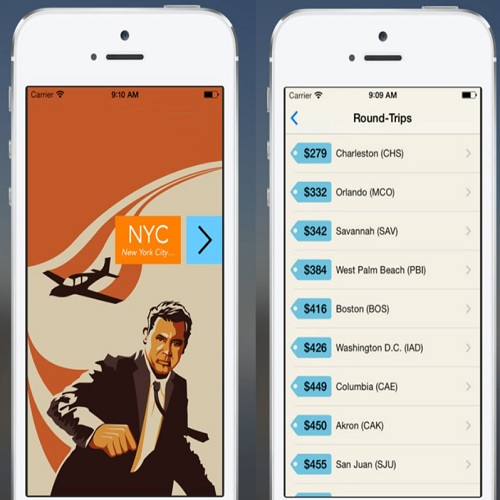 Carrier 9:10 AM
NYC
New York City...
Carrier 9:09 AM
Round-Trips
$279 Charleston (CHS)
$332 Orlando (MCO)
$342 Savannah (SAV)
$384 West Palm Beach (PBI)
$416 Boston (BOS)
$426 Washington D.C. (IAD)
$449 Columbia (CAE)
$450 Akron (CAK)
$455 San Juan (SJU)